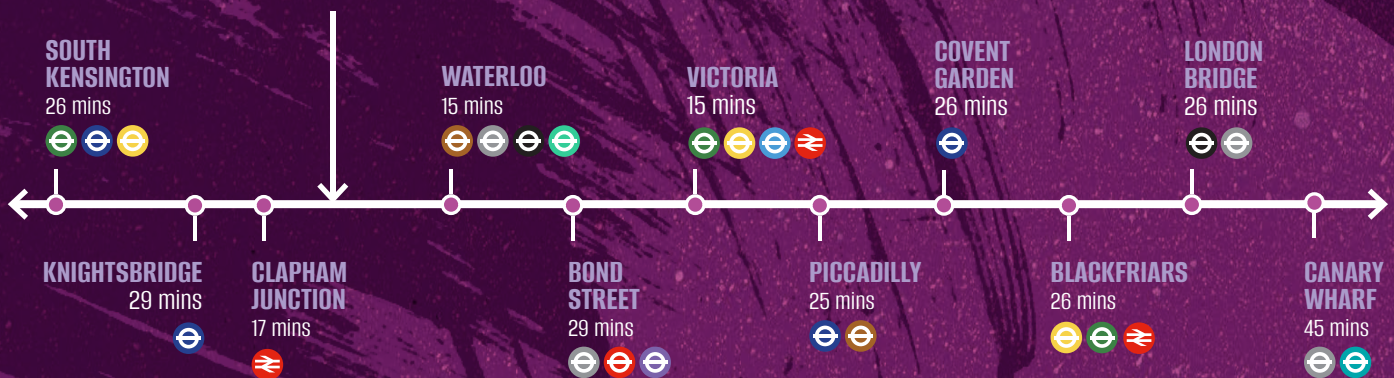 SOUTH
KENSINGTON
26 mins
WATERLOO
15 mins
VICTORIA
15 mins
COVENT
GARDEN
26 mins
LONDON
BRIDGE
26 mins
KNIGHTSBRIDGE
29 mins
CLAPHAM
JUNCTION
17 mins
BOND
STREET
29 mins
PICCADILLY
25 mins
BLACKFRIARS
26 mins
CANARY
WHARF
45 mins